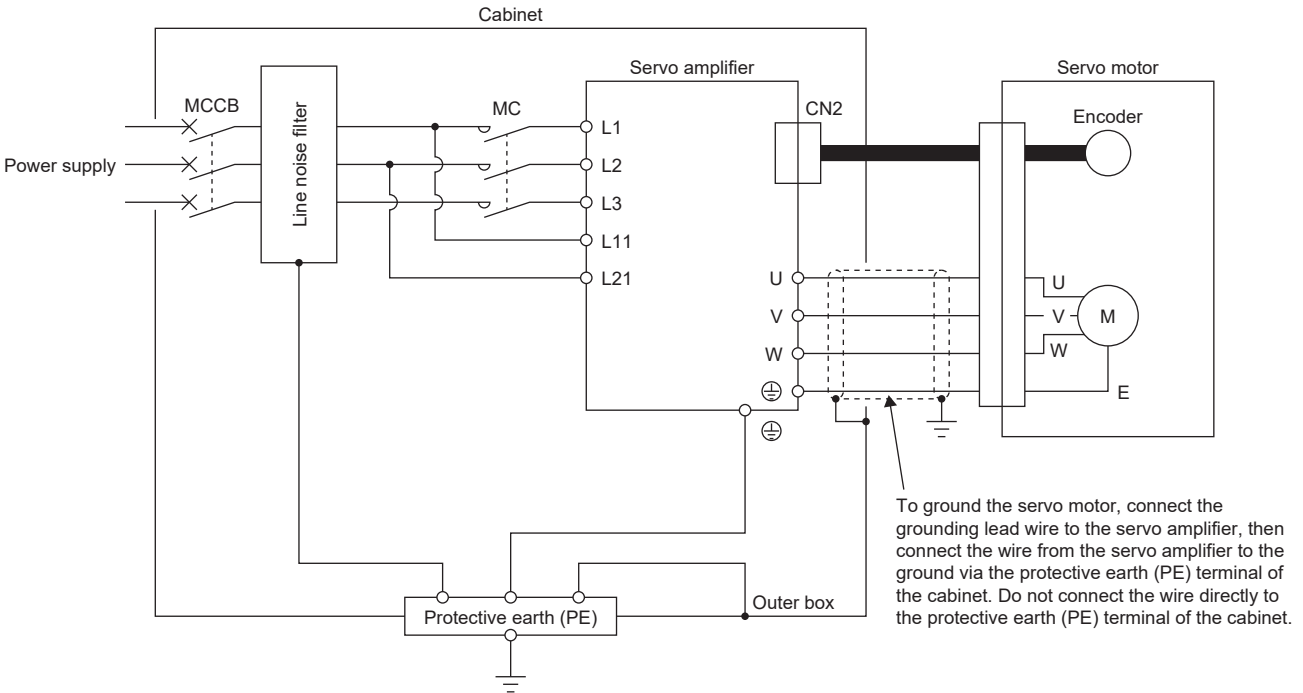 Cabinet
Servo amplifier
Servo motor
MCCB
Line noise filter
MC
CN2
Encoder
Power supply
L1
L2
L3
L11
L21
U
V
W
U
V
W
M
E
To ground the servo motor, connect the
grounding lead wire to the servo amplifier, then
connect the wire from the servo amplifier to the
ground via the protective earth (PE) terminal of
the cabinet. Do not connect the wire directly to
the protective earth (PE) terminal of the cabinet.
Outer box
Protective earth (PE)